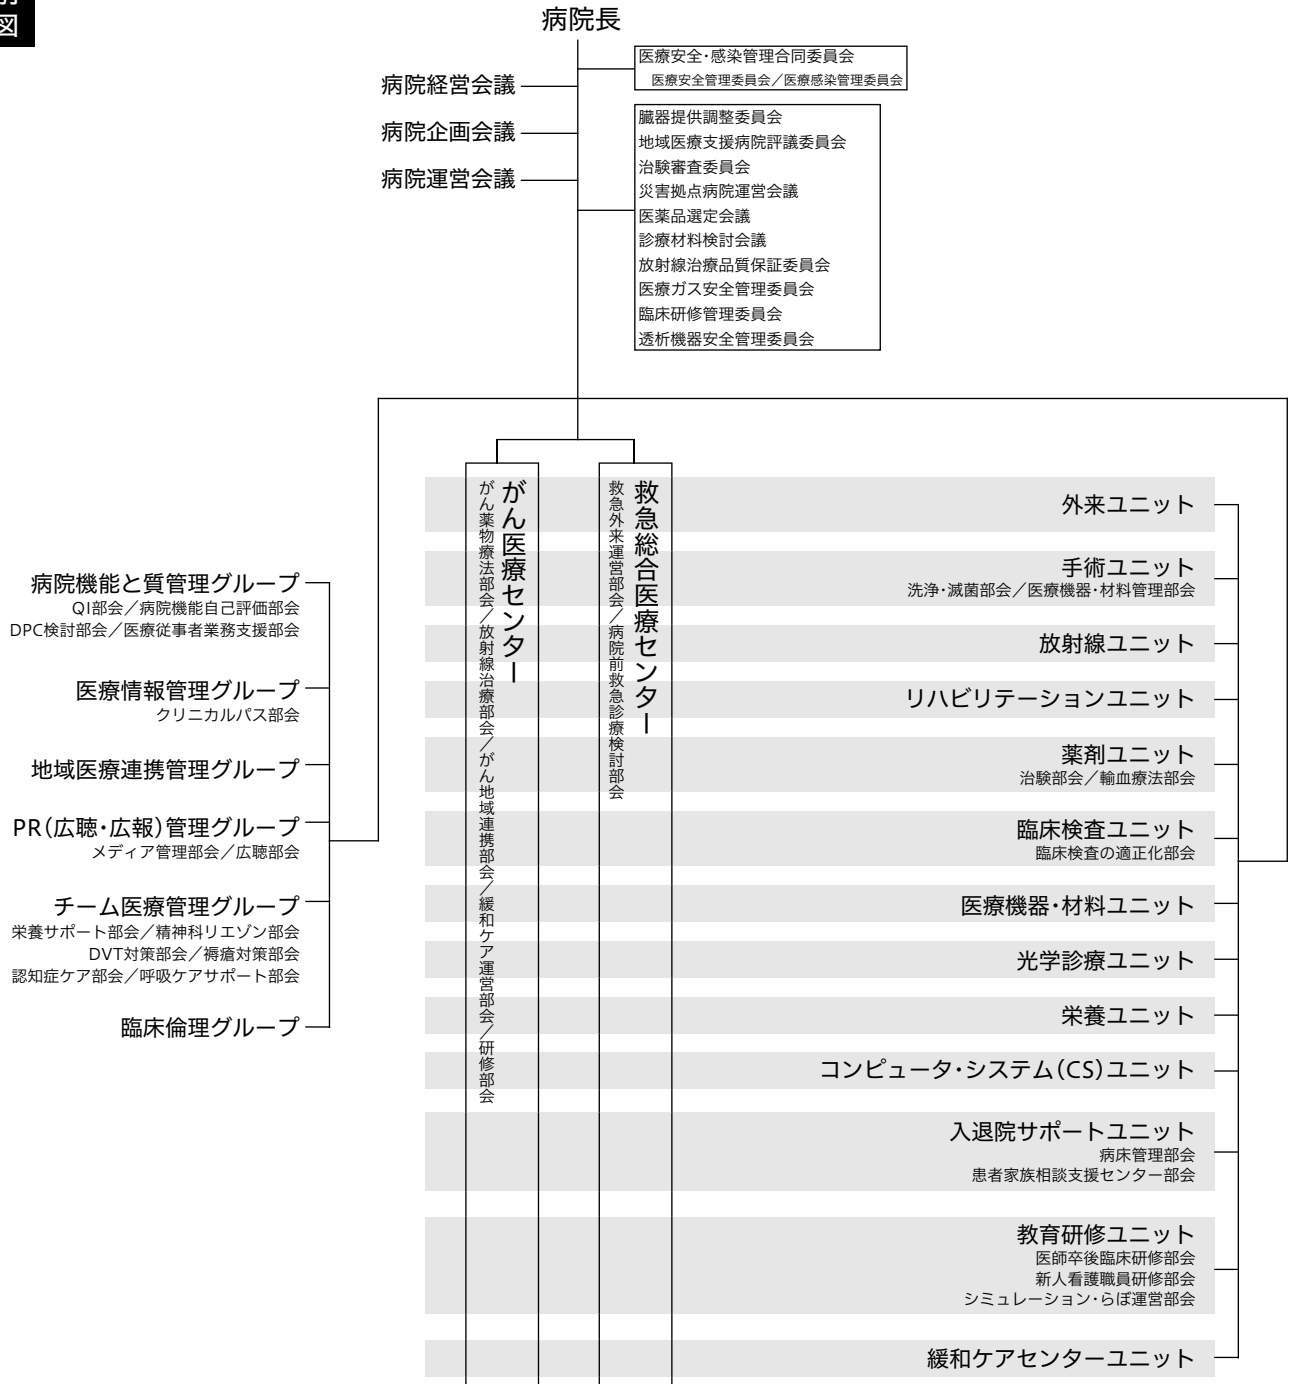 図
病院長
医療安全・感染管理合同委員会
医療安全管理委員会／医療感染管理委員会
病院経営会議
病院企画会議
病院運営会議
臓器提供調整委員会
地域医療支援病院評議委員会
治験審査委員会
災害拠点病院運営会議
医薬品選定会議
診療材料検討会議
放射線治療品質保証委員会
医療ガス安全管理委員会
臨床研修管理委員会
透析機器安全管理委員会
病院機能と質管理グループ
QI部会／病院機能自己評価部会
DPC検討部会／医療従事者業務支援部会
医療情報管理グループ
クリニカルパス部会
地域医療連携管理グループ
PR（広聴・広報）管理グループ
メディア管理部会／広聴部会
チーム医療管理グループ
栄養サポート部会／精神科リエゾン部会
DVT対策部会／褥瘡対策部会
認知症ケア部会／呼吸ケアサポート部会
臨床倫理グループ
がん医療センター
がん薬物療法部会／放射線治療部会／がん地域連携部会／緩和ケア運営部会／研修部会
救急総合医療センター
救急外来運営部会／病院前救急診療検討部会
外来ユニット
手術ユニット
洗浄・滅菌部会／医療機器・材料管理部会
放射線ユニット
リハビリテーションユニット
薬剤ユニット
治験部会／輸血療法部会
臨床検査ユニット
臨床検査の適正化部会
医療機器・材料ユニット
光学診療ユニット
栄養ユニット
コンピュータ・システム（CS）ユニット
入退院サポートユニット
病床管理部会
患者家族相談支援センター部会
教育研修ユニット
医師卒後臨床研修部会
新人看護職員研修部会
シミュレーション・らぼ運営部会
緩和ケアセンターユニット